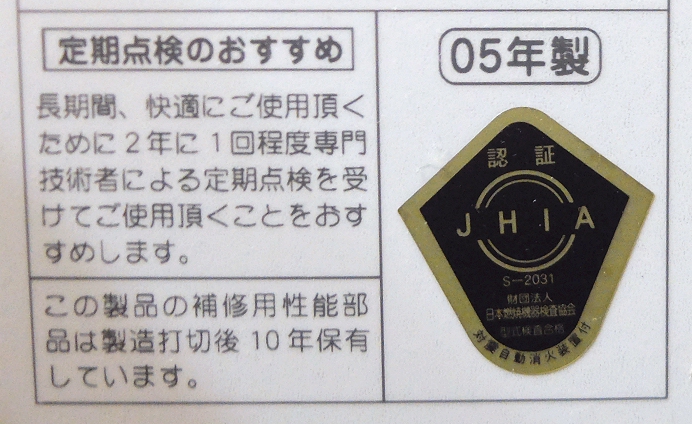 定期点検のおすすめ
長期間、快適にご使用頂く
ために2年に1回程度専門
技術者による定期点検を受
けてご使用頂くことをおす
すめします。
この製品の補修用性能部
品は製造打切後10年保有
しています。
05年製
認証
JHIA
S-2031
財団法人
日本燃焼機器検査協会
型式検査合格
対震自動消火装置付